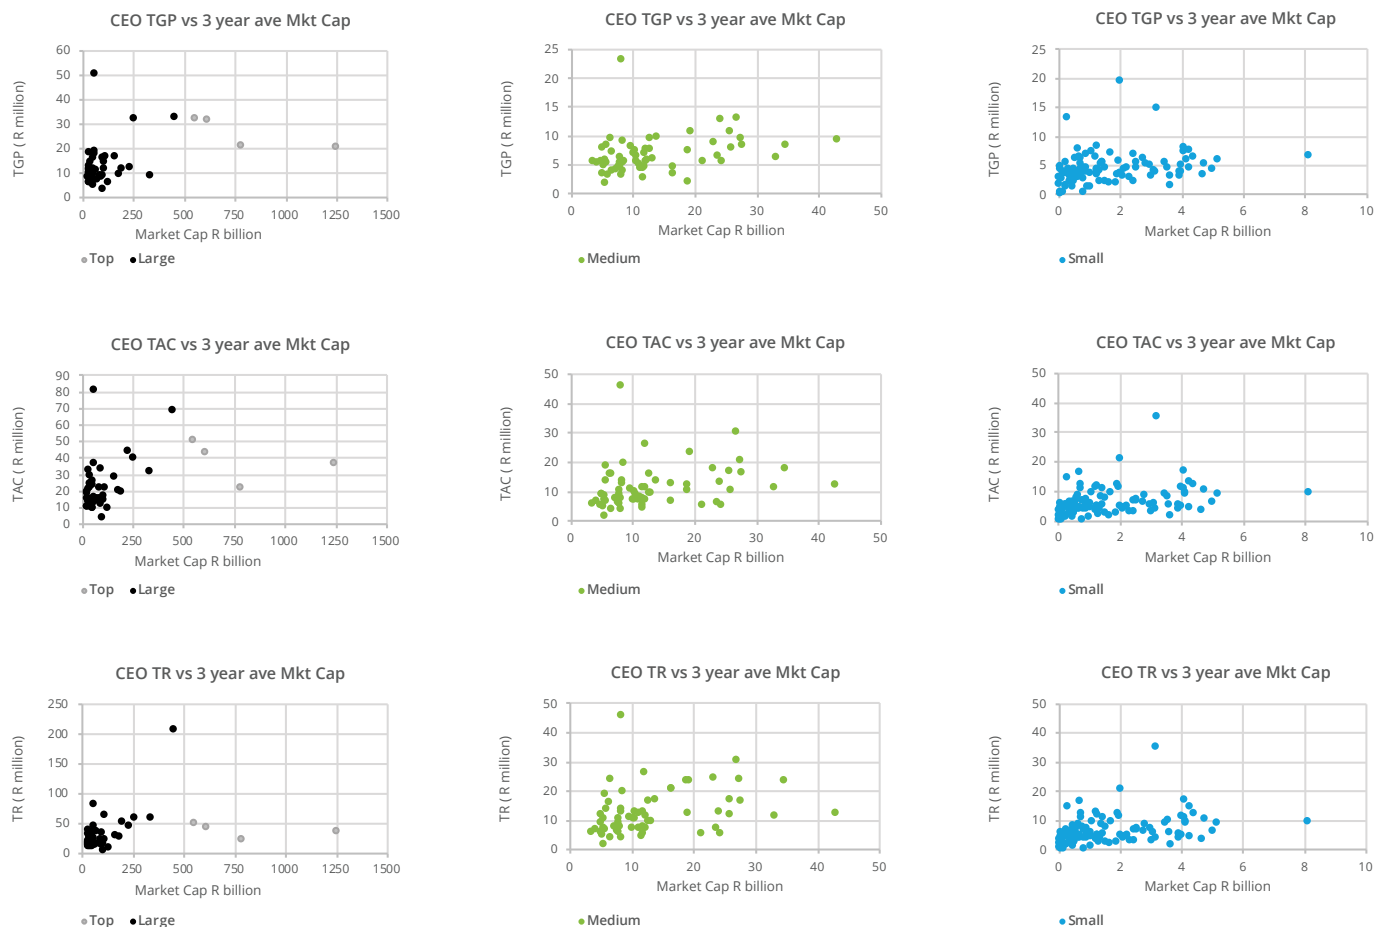 CEO TGP vs 3 year ave Mkt Cap
TGP ( R million)
60
50
40
30
20
10
0
0 250 500 750 1000 1250 1500
Market Cap R billion
Top Large
CEO TGP vs 3 year ave Mkt Cap
TGP ( R million)
25
20
15
10
5
0
0 10 20 30 40 50
Market Cap R billion
Medium
CEO TGP vs 3 year ave Mkt Cap
TGP ( R million)
25
20
15
10
5
0
0 2 4 6 8 10
Market Cap R billion
Small
CEO TAC vs 3 year ave Mkt Cap
TAC ( R million)
90
80
70
60
50
40
30
20
10
0
0 250 500 750 1000 1250 1500
Market Cap R billion
Top Large
CEO TAC vs 3 year ave Mkt Cap
TAC ( R million)
50
40
30
20
10
0
0 10 20 30 40 50
Market Cap R billion
Medium
CEO TAC vs 3 year ave Mkt Cap
TAC ( R million)
50
40
30
20
10
0
0 2 4 6 8 10
Market Cap R billion
Small
CEO TR vs 3 year ave Mkt Cap
TR ( R million)
250
200
150
100
50
0
0 250 500 750 1000 1250 1500
Market Cap R billion
Top Large
CEO TR vs 3 year ave Mkt Cap
TR ( R million)
50
40
30
20
10
0
0 10 20 30 40 50
Market Cap R billion
Medium
CEO TR vs 3 year ave Mkt Cap
TR ( R million)
50
40
30
20
10
0
0 2 4 6 8 10
Market Cap R billion
Small